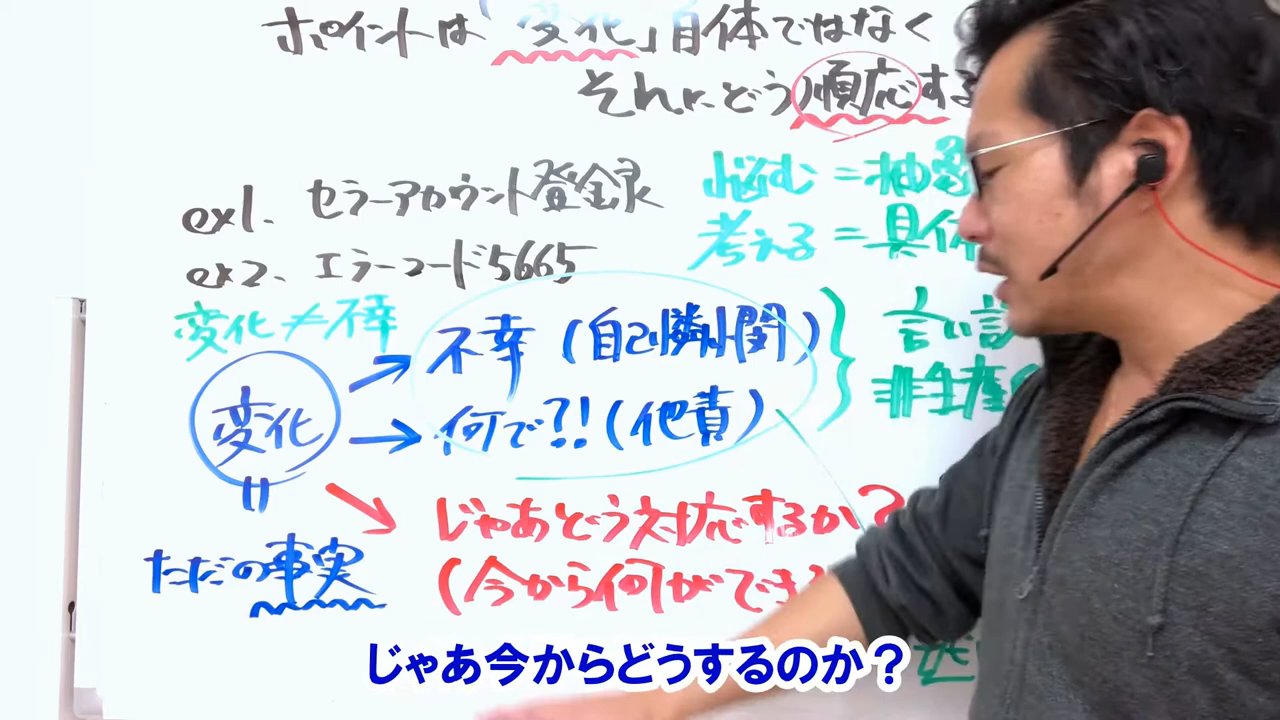 ポイントは「変化」自体ではなく
それにどう順応する
ex1. セラーアカウント登録
ex2. エラーコード5665
悩む=抽象
考える=具体
変化≠不幸
変化
→不幸(自己憐憫)
→何で?!(他責)
言い訳
非生産
||
ただの事実
じゃあどう対応するか?
(今から何ができ
じゃあ今からどうするのか？